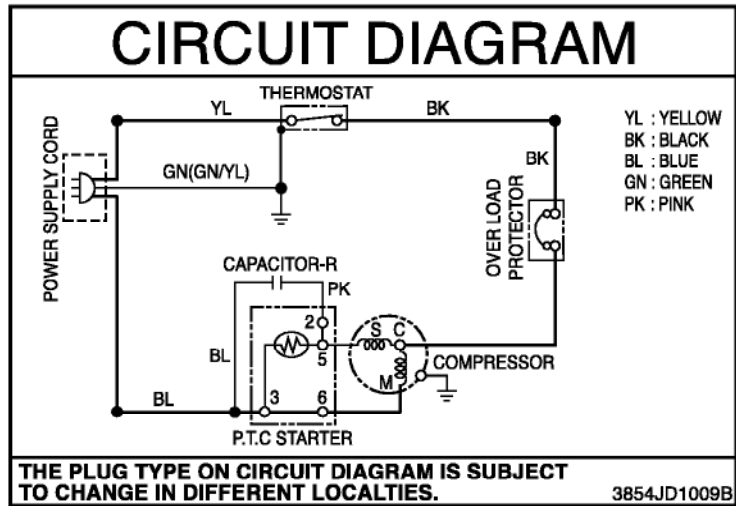 CIRCUIT DIAGRAM
THERMOSTAT
YL
BK
YL : YELLOW
BK : BLACK
BL : BLUE
GN : GREEN
PK : PINK
POWER SUPPLY CORD
GN(GN/YL)
BK
OVER LOAD
PROTECTOR
CAPACITOR-R
PK
BL
2
5
S
C
M
COMPRESSOR
BL
3
6
P.T.C STARTER
THE PLUG TYPE ON CIRCUIT DIAGRAM IS SUBJECT
TO CHANGE IN DIFFERENT LOCALTIES.
3854JD1009B